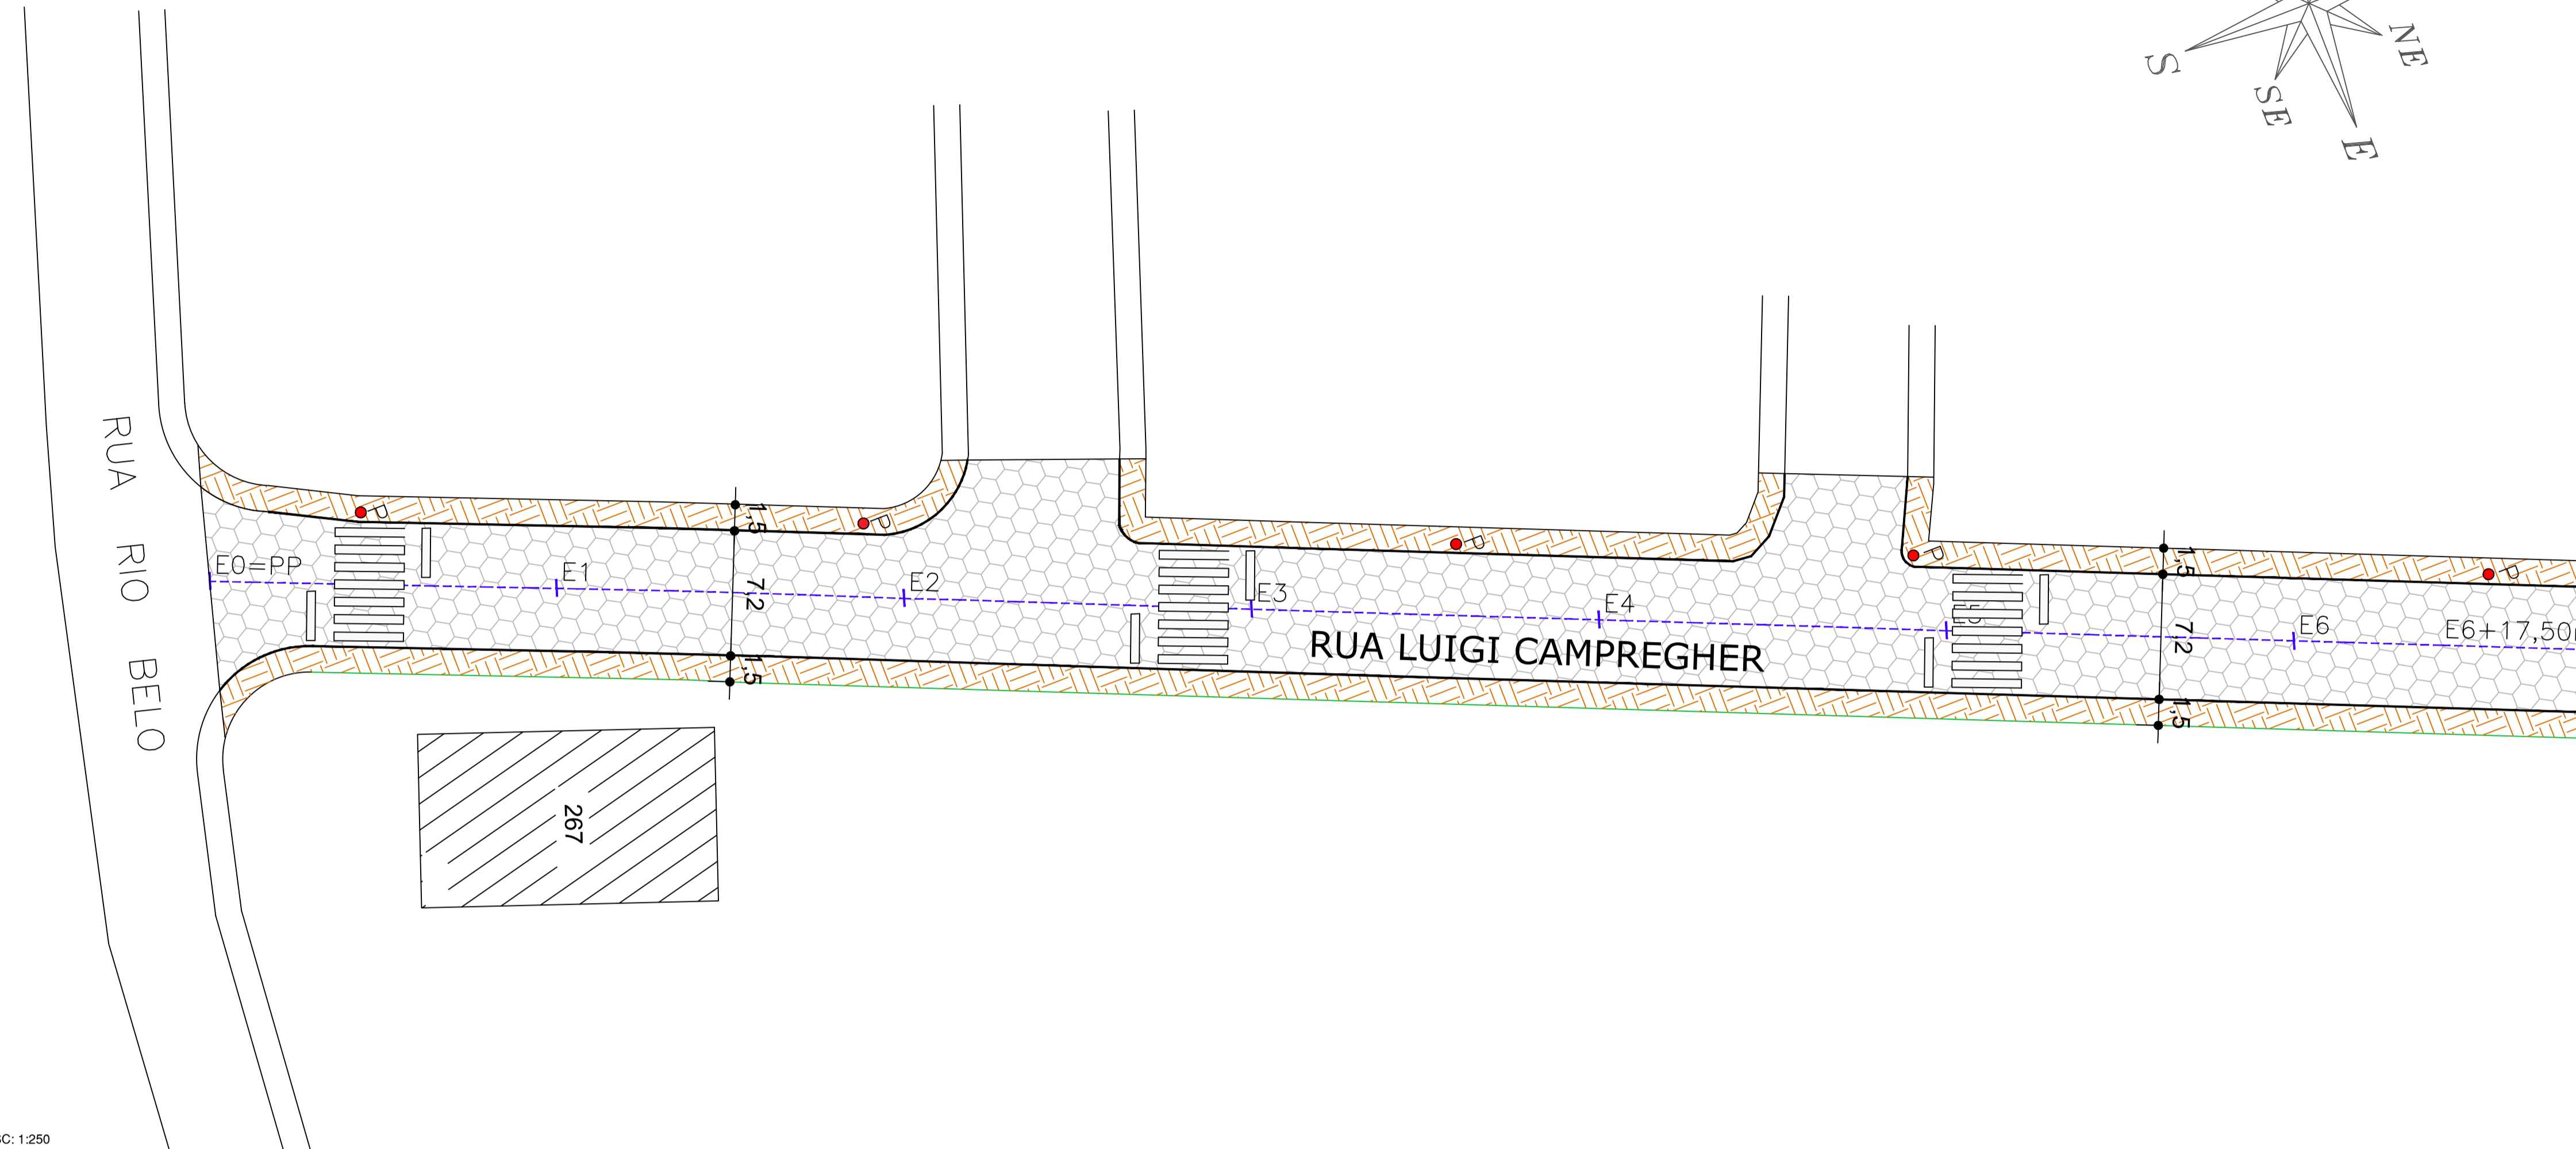 S
SE
E
NE
RUA RIO BELO
P
P
P
P
P
1,5
7,2
1,5
1,5
7,2
1,5
E0=PP
E1
E2
E3
E4
E5
E6
E6+17,50
RUA LUIGI CAMPREGHER
267
SC: 1:250